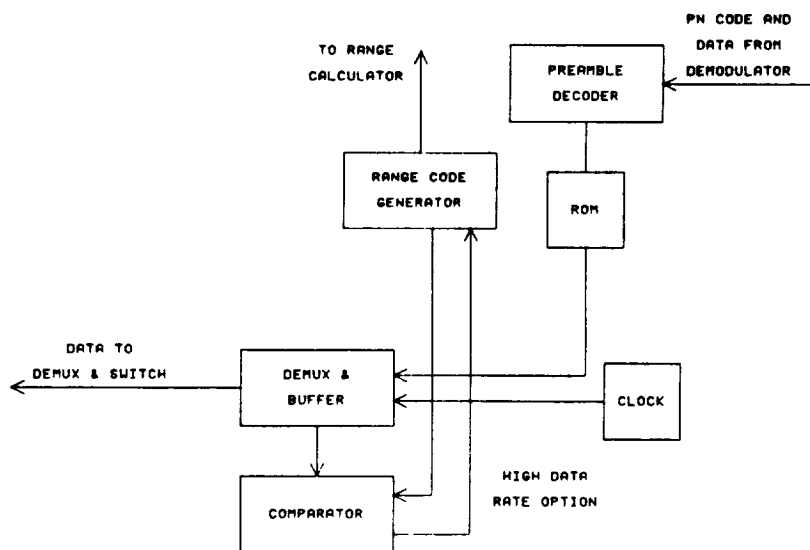 PN CODE AND
DATA FROM
DEMODULATOR
TO RANGE
CALCULATOR
PREAMBLE
DECODER
RANGE CODE
GENERATOR
ROM
DATA TO
DEMUX & SWITCH
DEMUX &
BUFFER
CLOCK
HIGH DATA
RATE OPTION
COMPARATOR